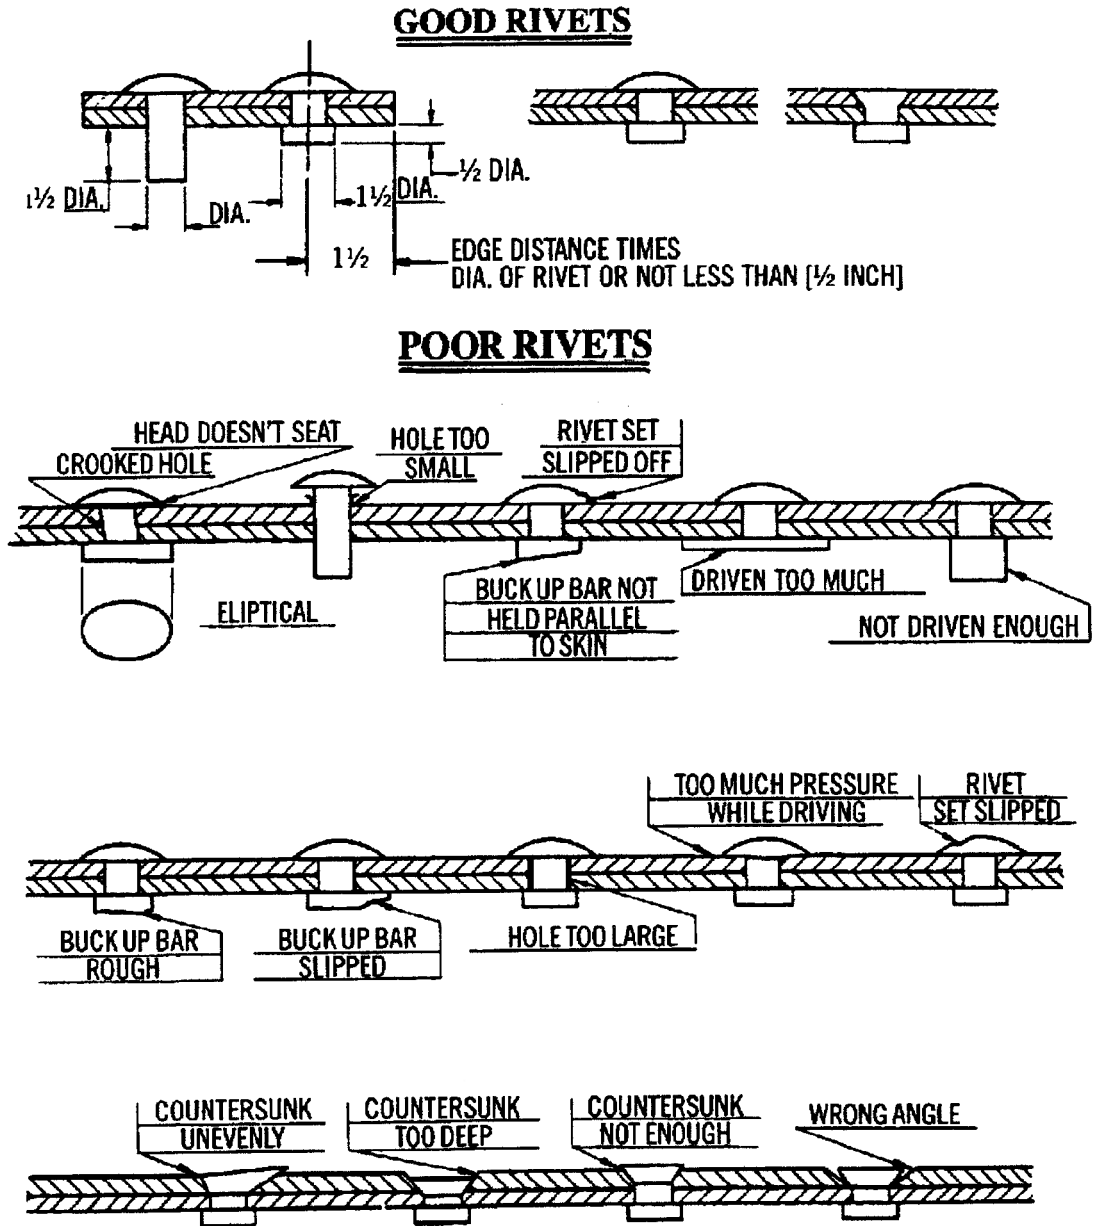 GOOD RIVETS
1½ DIA.
DIA.
1½ DIA.
½ DIA.
1½
EDGE DISTANCE TIMES
DIA. OF RIVET OR NOT LESS THAN [½ INCH]
POOR RIVETS
HEAD DOESN'T SEAT
CROOKED HOLE
HOLE TOO
SMALL
RIVET SET
SLIPPED OFF
ELIPTICAL
BUCK UP BAR NOT
HELD PARALLEL
TO SKIN
DRIVEN TOO MUCH
NOT DRIVEN ENOUGH
TOO MUCH PRESSURE
WHILE DRIVING
RIVET
SET SLIPPED
BUCK UP BAR
ROUGH
BUCK UP BAR
SLIPPED
HOLE TOO LARGE
COUNTERSUNK
UNEVENLY
COUNTERSUNK
TOO DEEP
COUNTERSUNK
NOT ENOUGH
WRONG ANGLE